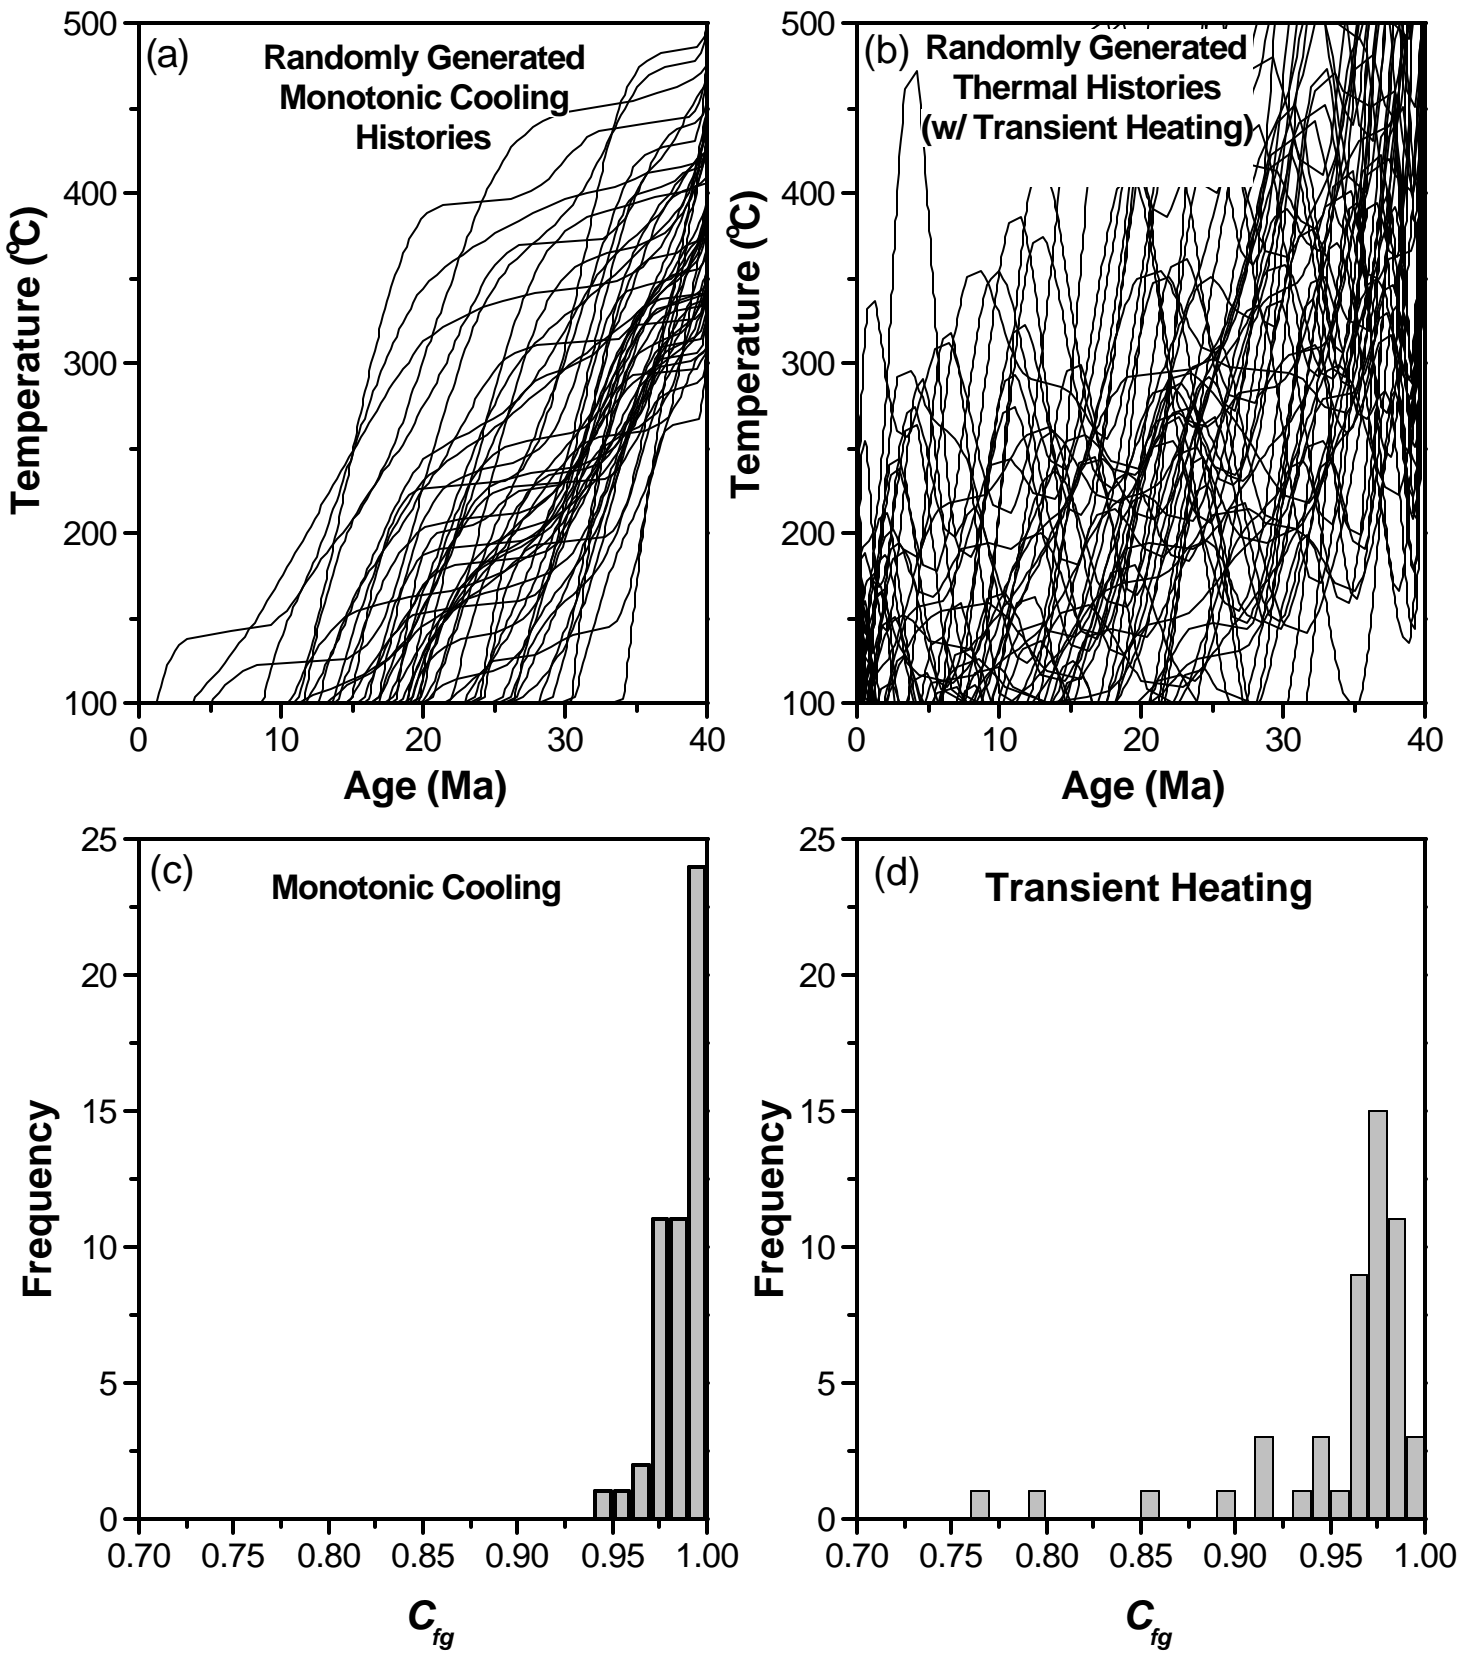 (a)
Randomly Generated
Monotonic Cooling
Histories
500
400
300
200
100
Temperature (°C)
0 10 20 30 40
Age (Ma)
(b)
Randomly Generated
Thermal Histories
(w/ Transient Heating)
500
400
300
200
100
Temperature (°C)
0 10 20 30 40
Age (Ma)
(c)
Monotonic Cooling
25
20
15
10
5
0
Frequency
0.70 0.75 0.80 0.85 0.90 0.95 1.00
Cfg
(d)
Transient Heating
25
20
15
10
5
0
Frequency
0.70 0.75 0.80 0.85 0.90 0.95 1.00
Cfg